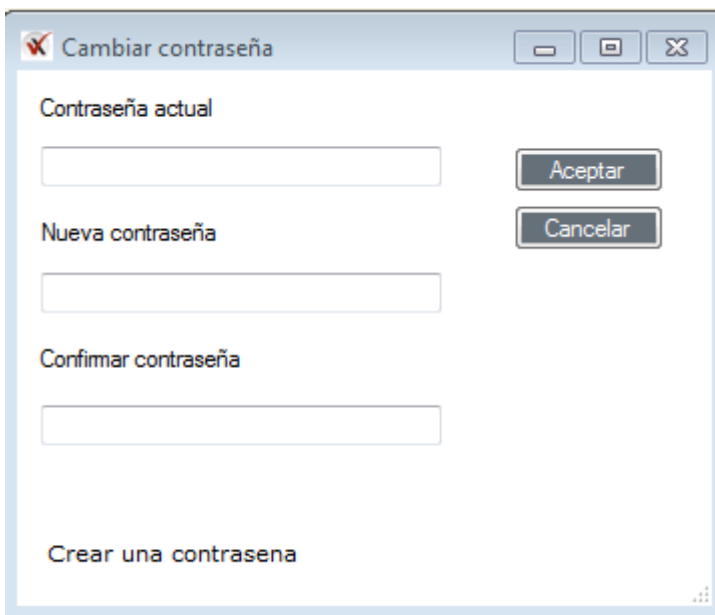 Cambiar contraseña
Contraseña actual
Aceptar
Cancelar
Nueva contraseña
Confirmar contraseña
Crear una contrasena